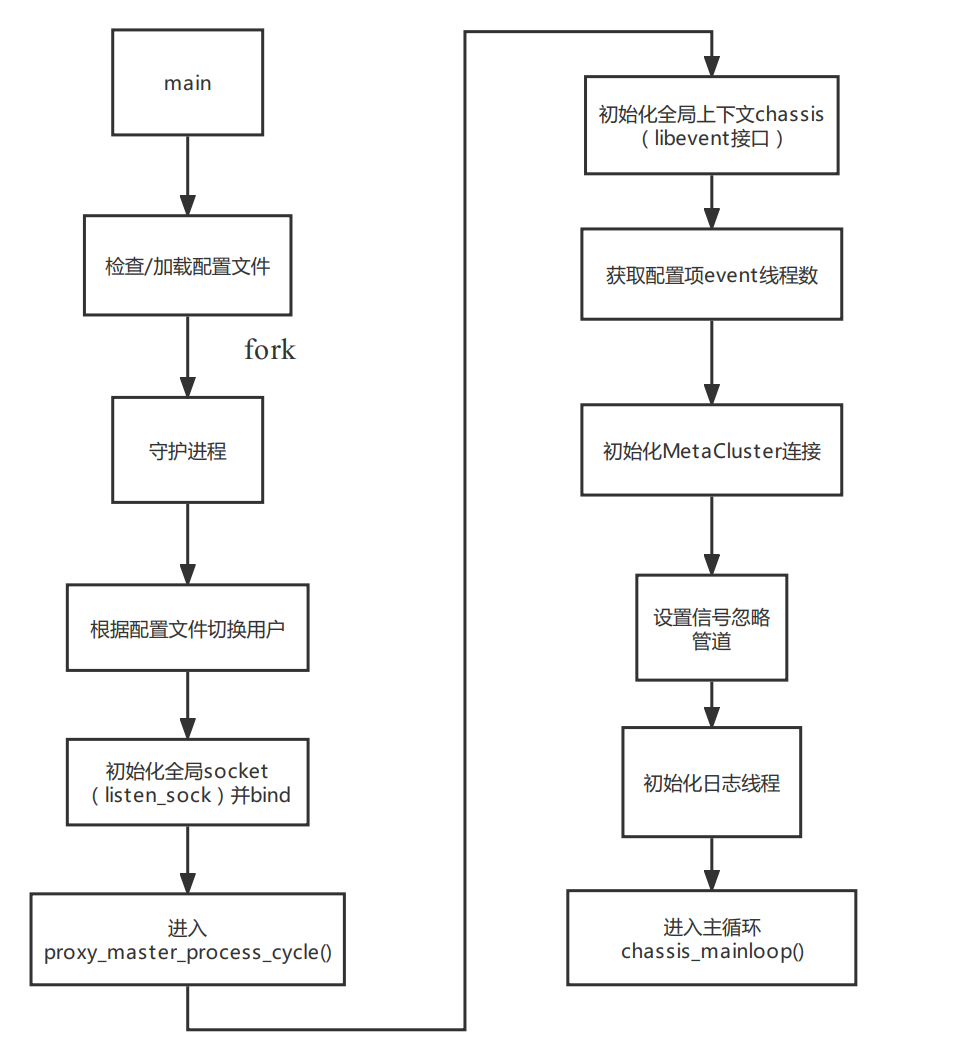 main
检查/加载配置文件
fork
守护进程
根据配置文件切换用户
初始化全局socket
（listen_sock）并bind
进入
proxy_master_process_cycle()
初始化全局上下文chassis
（libevent接口）
获取配置项event线程数
初始化MetaCluster连接
设置信号忽略
管道
初始化日志线程
进入主循环
chassis_mainloop()